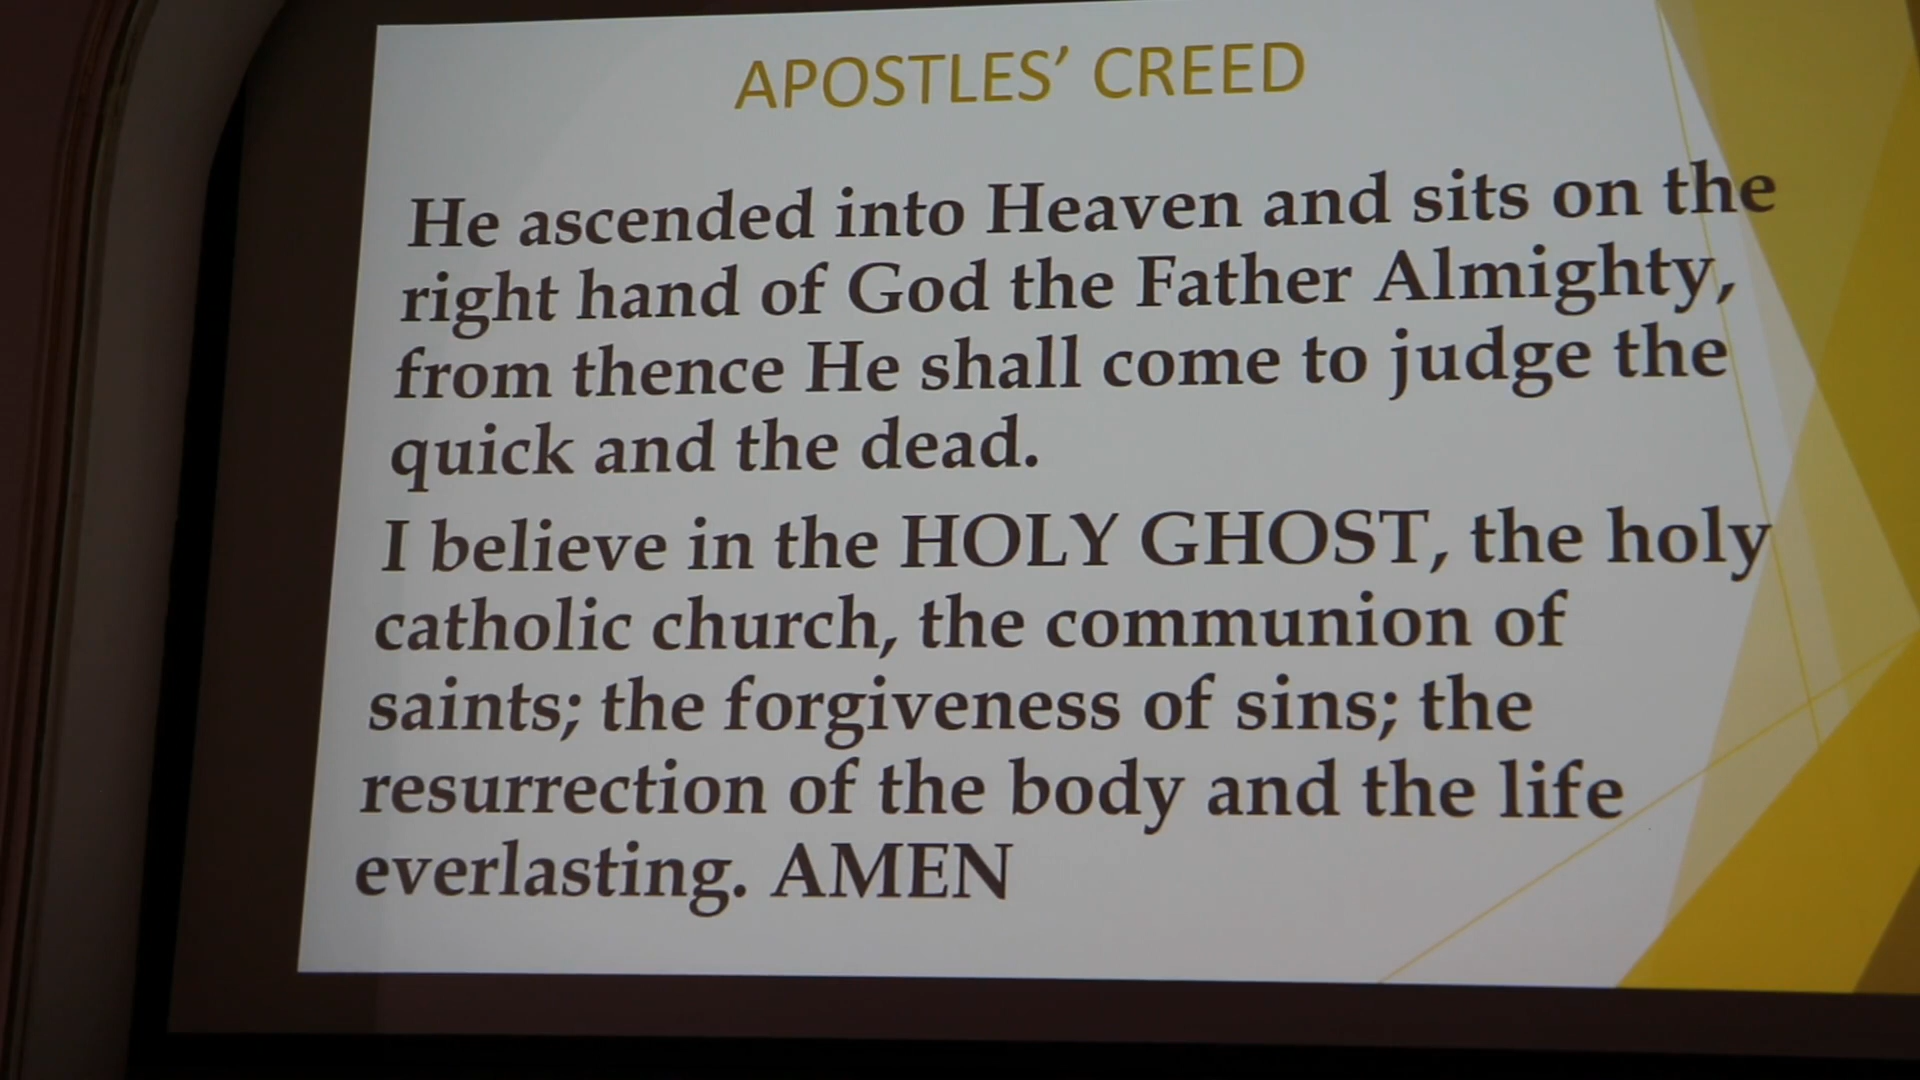 APOSTLES’ CREED
He ascended into Heaven and sits on the
right hand of God the Father Almighty,
from thence He shall come to judge the
quick and the dead.
I believe in the HOLY GHOST, the holy
catholic church, the communion of
saints; the forgiveness of sins; the
resurrection of the body and the life
everlasting. AMEN